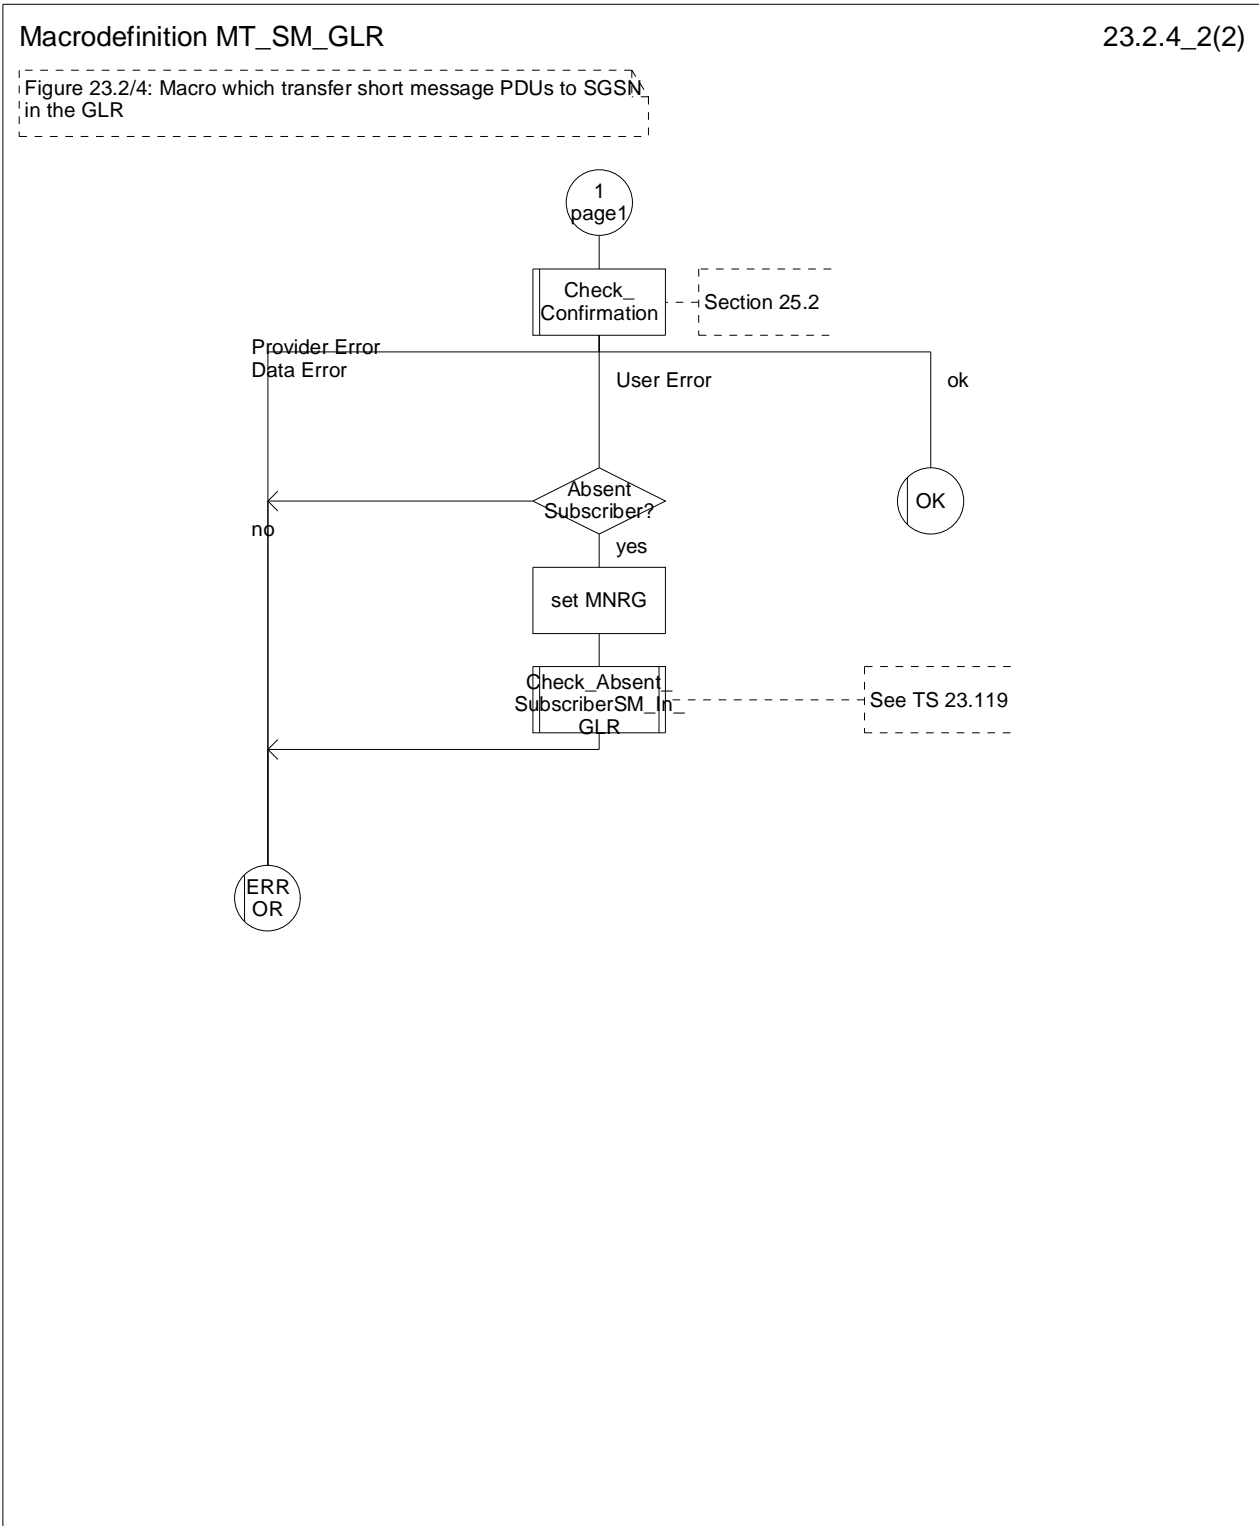 Macrodefinition MT_SM_GLR
23.2.4_2(2)
Figure 23.2/4: Macro which transfer short message PDUs to SGSN
in the GLR
1
page1
Check_
Confirmation
Section 25.2
Provider Error
Data Error
User Error
ok
Absent
Subscriber?
OK
no
yes
set MNRG
Check_Absent_
SubscriberSM_In_
GLR
See TS 23.119
ERR
OR